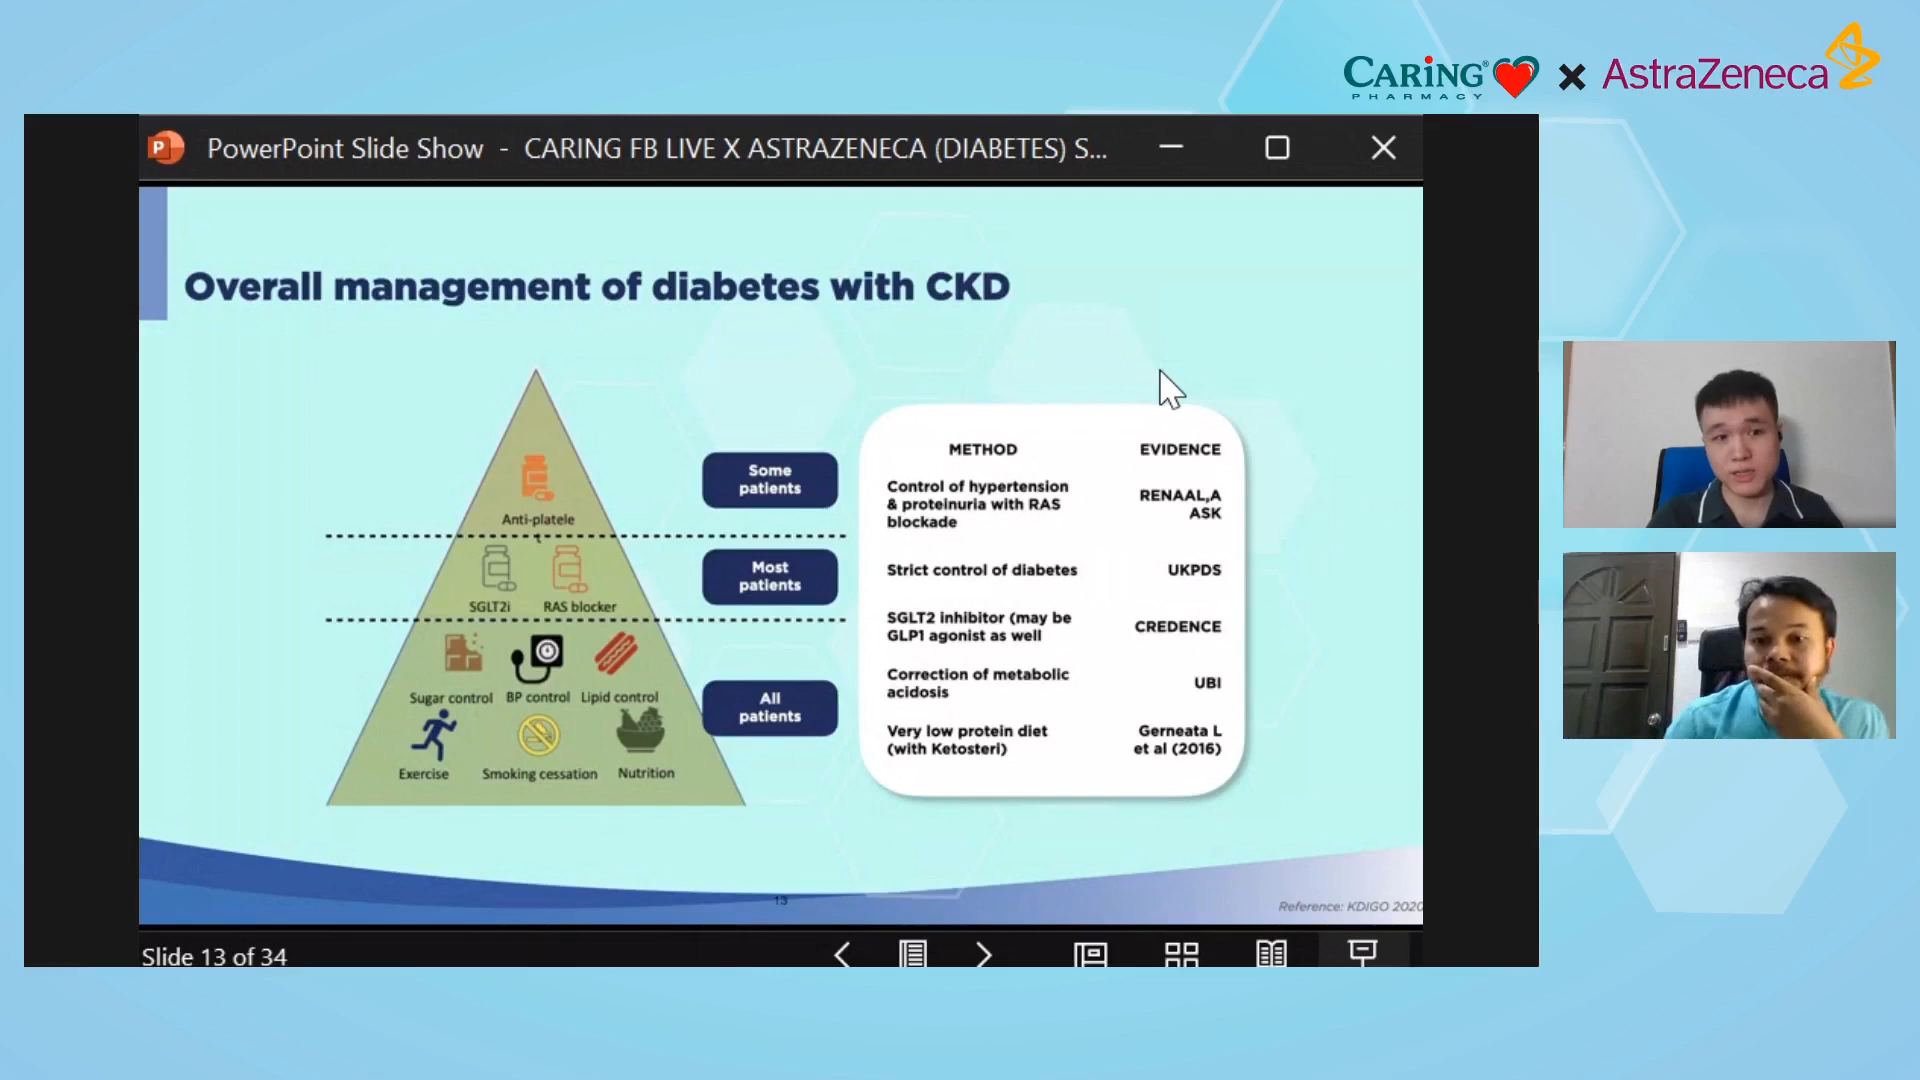 CARiNG® X AstraZeneca
PHARMACY
PowerPoint Slide Show - CARING FB LIVE X ASTRAZENECA (DIABETES) S...
Overall management of diabetes with CKD
Anti-platele
t
Some
patients
SGLT2i RAS blocker
Most
patients
Sugar control BP control Lipid control
Exercise Smoking cessation Nutrition
All
patients
METHOD EVIDENCE
Control of hypertension
& proteinuria with RAS
blockade
RENAAL,A
ASK
Strict control of diabetes UKPDS
SGLT2 inhibitor (may be
GLP1 agonist as well
CREDENCE
Correction of metabolic
acidosis
UBI
Very low protein diet
(with Ketosteri)
Gerneata L
et al (2016)
13
Reference: KDIGO 2020
Slide 13 of 34